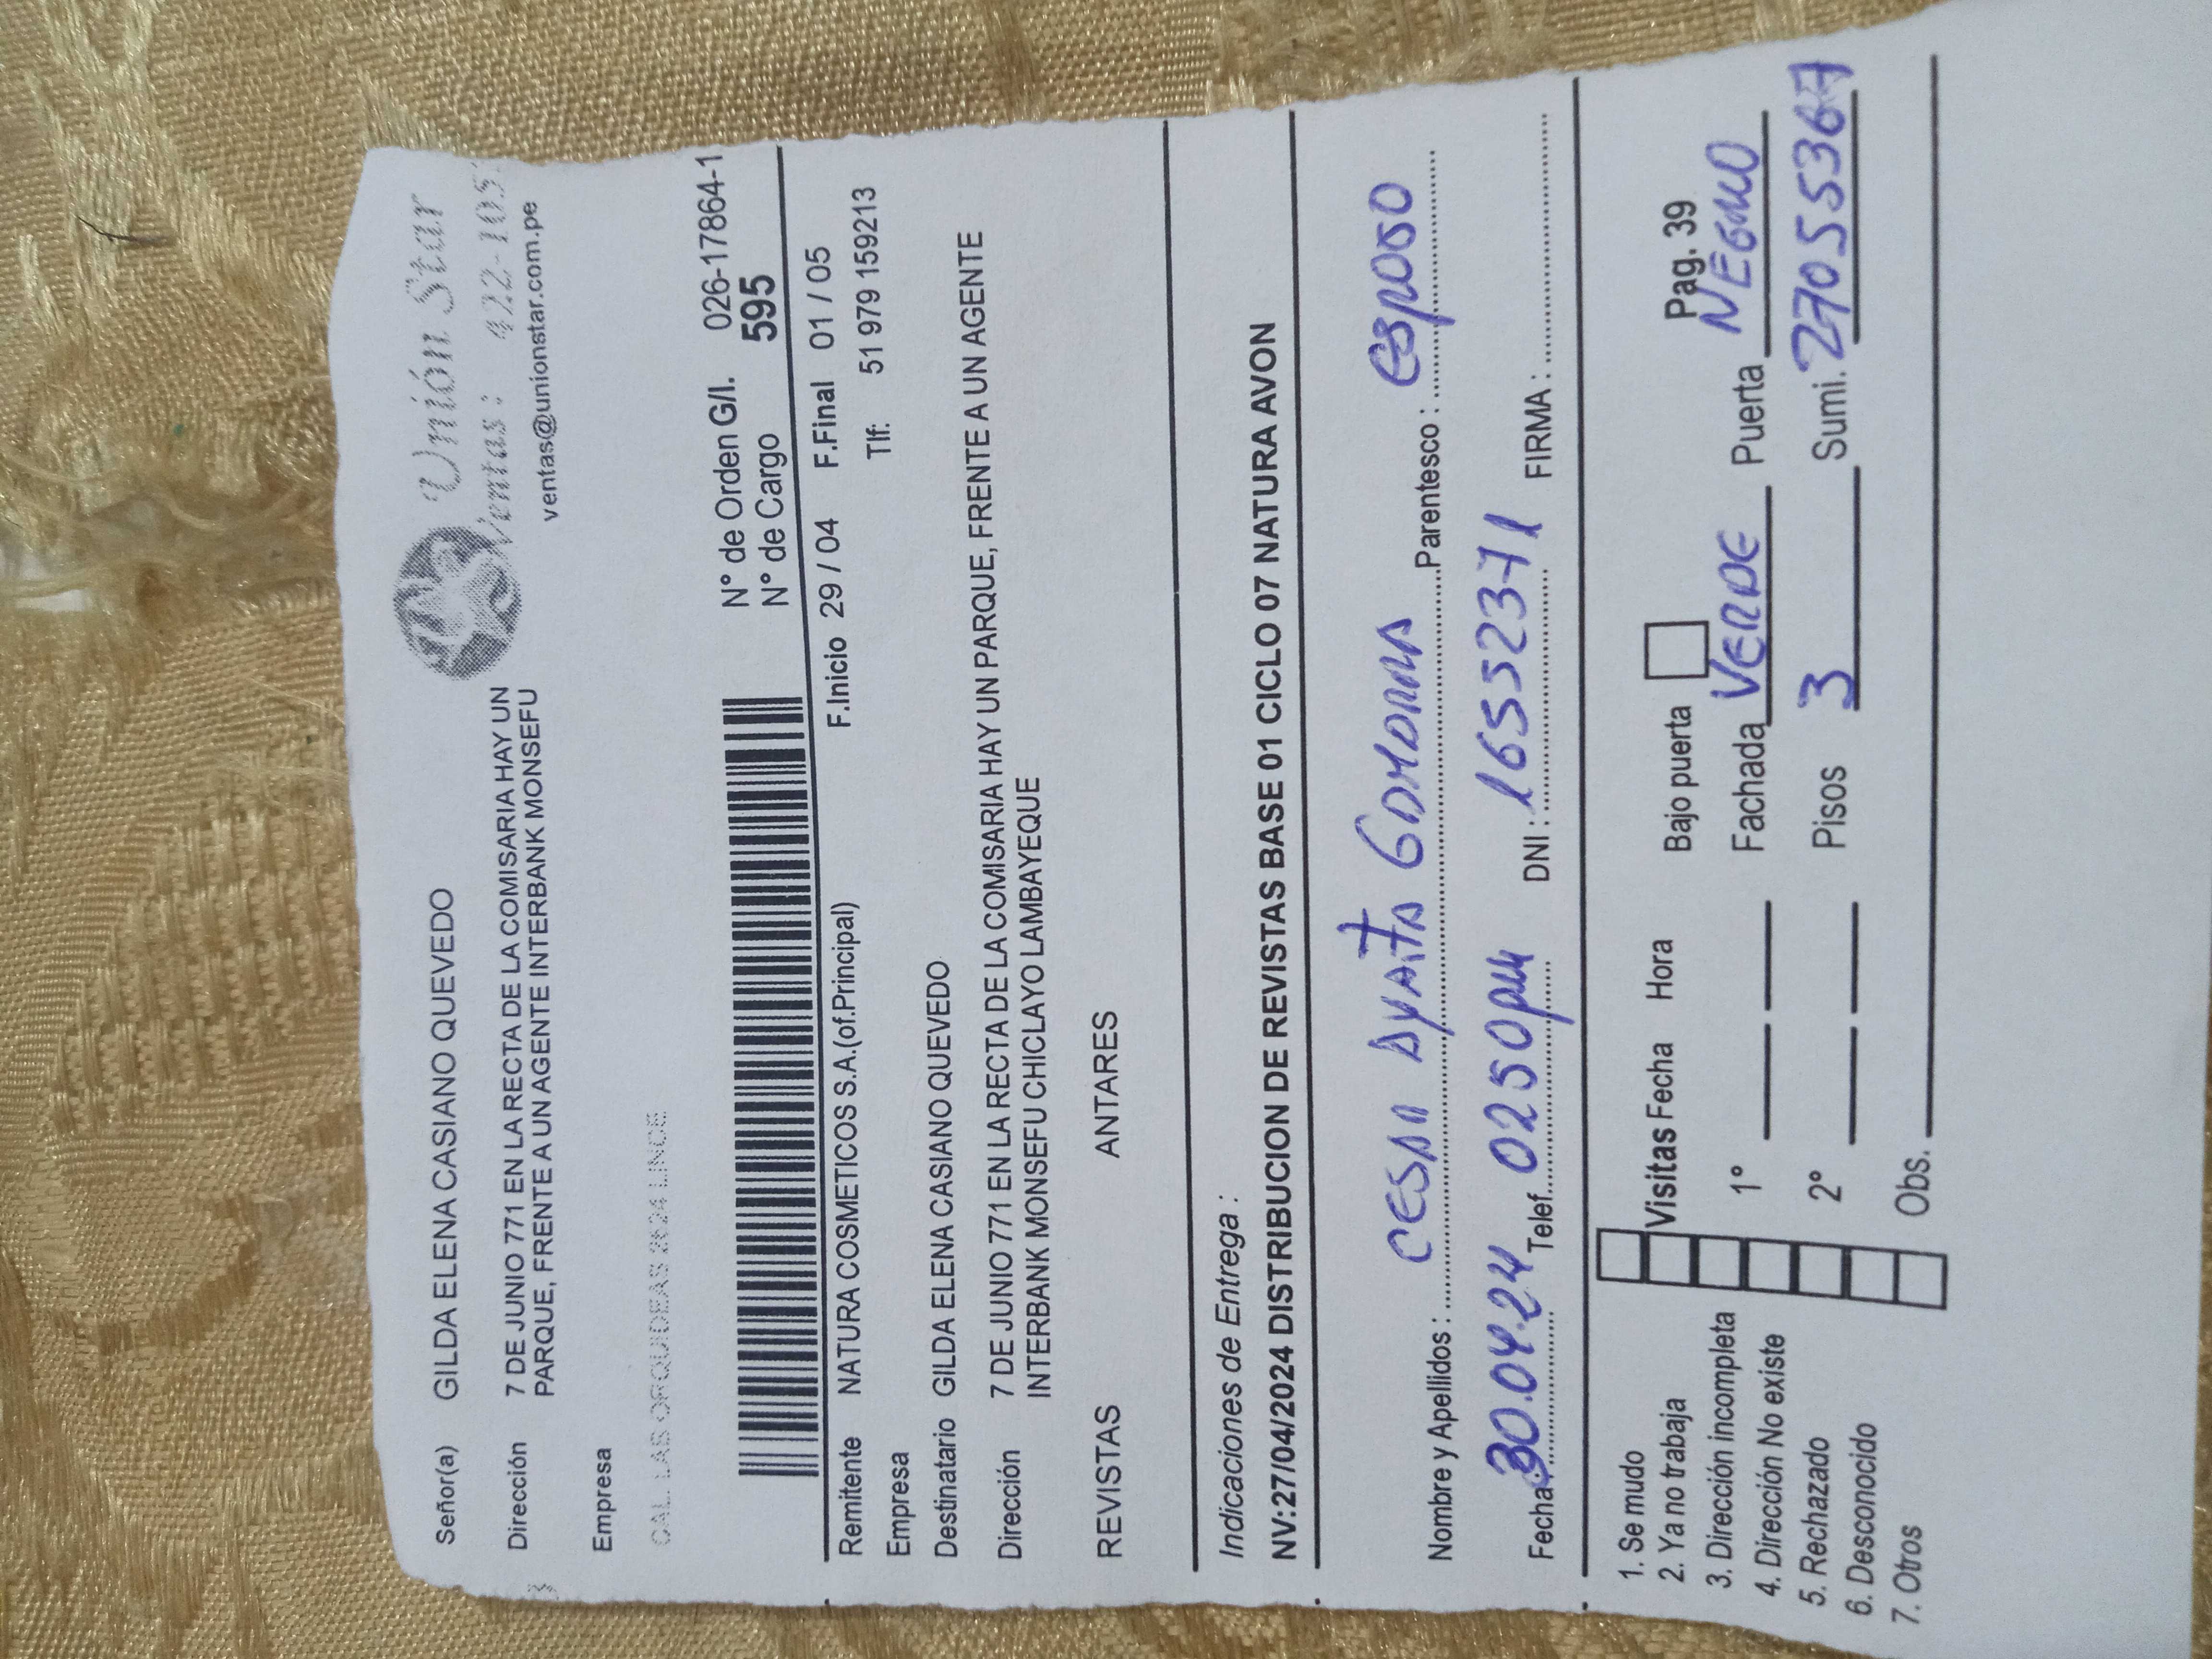 Señor(a) GILDA ELENA CASIANO QUEVEDO
Unión Star
Ventas : 422-105
ventas@unionstar.com.pe
Dirección 7 DE JUNIO 771 EN LA RECTA DE LA COMISARIA HAY UN
PARQUE, FRENTE A UN AGENTE INTERBANK MONSEFU
Empresa
CAL. LAS ORQUIDEAS 2624 LINCE
N° de Orden G/I. 026-17864-1
N° de Cargo 595
F.Inicio 29 / 04 F.Final 01 / 05
Remitente NATURA COSMETICOS S.A.(of.Principal) Tlf: 51 979 159213
Empresa
Destinatario GILDA ELENA CASIANO QUEVEDO
Dirección 7 DE JUNIO 771 EN LA RECTA DE LA COMISARIA HAY UN PARQUE, FRENTE A UN AGENTE
INTERBANK MONSEFU CHICLAYO LAMBAYEQUE
REVISTAS ANTARES
Indicaciones de Entrega :
NV:27/04/2024 DISTRIBUCION DE REVISTAS BASE 01 CICLO 07 NATURA AVON
Nombre y Apellidos : CESAR Parentesco : esposo
Fecha 30.04.24 Telef. 0250pm DNI : 16552371 FIRMA :
1. Se mudo
2. Ya no trabaja
3. Dirección incompleta
4. Dirección No existe
5. Rechazado
6. Desconocido
7. Otros
Visitas Fecha Hora Bajo puerta Pag. 39
1° Fachada VERDE Puerta NEGRO
2° Pisos 3 Sumi. 27055367
Obs.